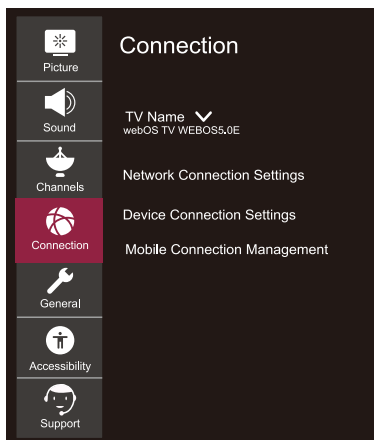 Picture
Sound
Channels
Connection
General
Accessibility
Support
Connection
TV Name
webOS TV WEBOS5.0E
Network Connection Settings
Device Connection Settings
Mobile Connection Management